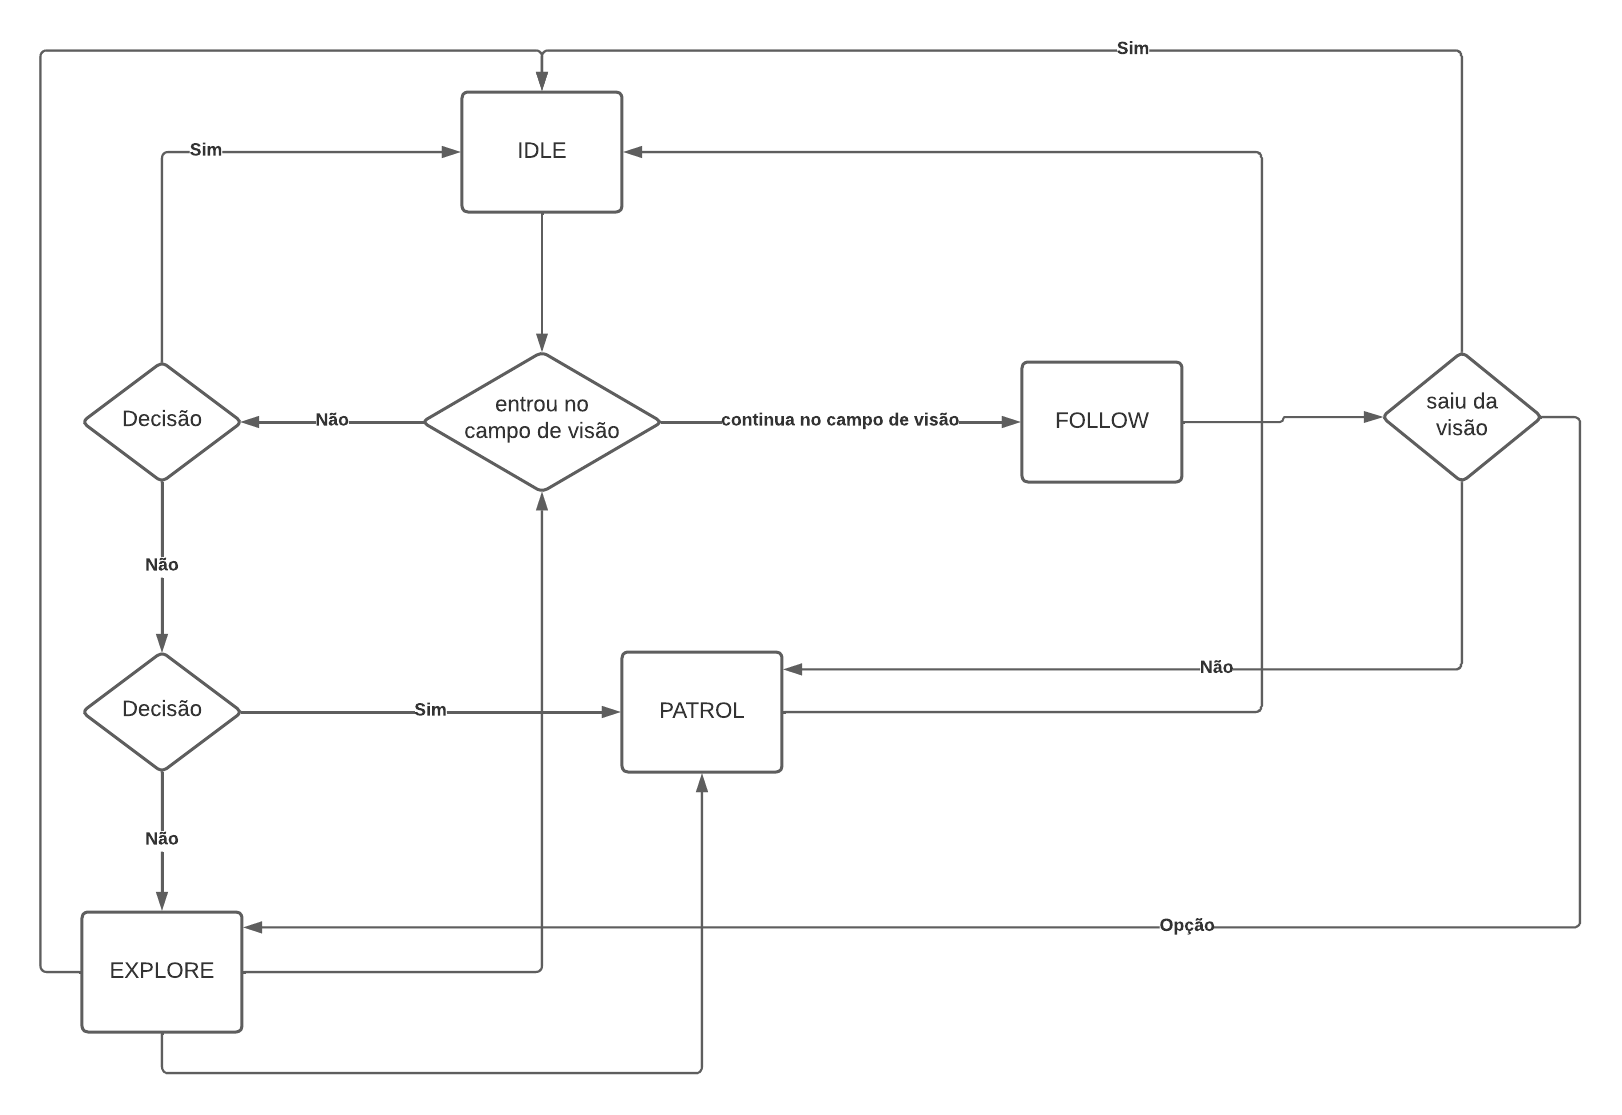 Sim
IDLE
Sim
Decisão
Não
entrou no
campo de visão
continua no campo de visão
FOLLOW
saiu da
visão
Não
Decisão
Sim
PATROL
Não
Não
EXPLORE
Opção